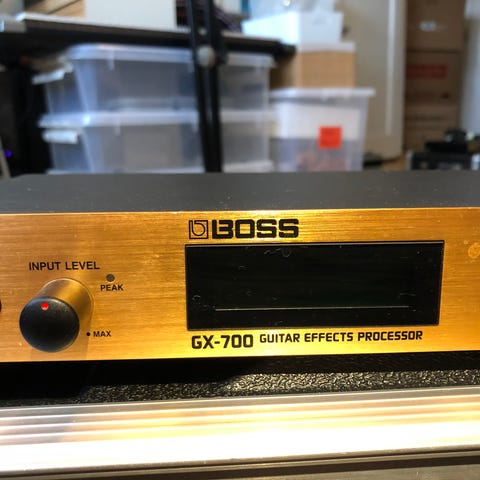 BOSS
INPUT LEVEL
PEAK
MAX
GX-700 GUITAR EFFECTS PROCESSOR